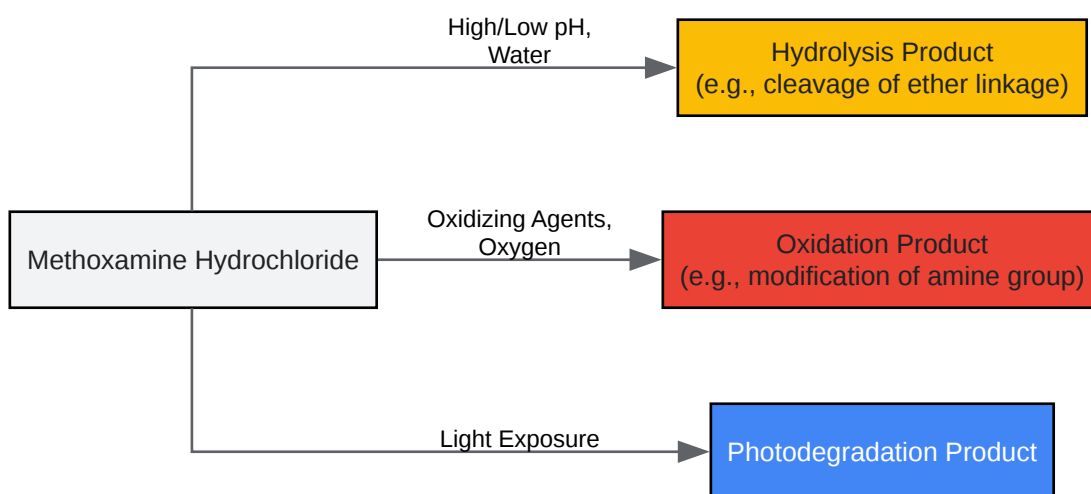 High/Low pH,
Water
Hydrolysis Product
(e.g., cleavage of ether linkage)
Methoxamine Hydrochloride
Oxidizing Agents,
Oxygen
Oxidation Product
(e.g., modification of amine group)
Light Exposure
Photodegradation Product